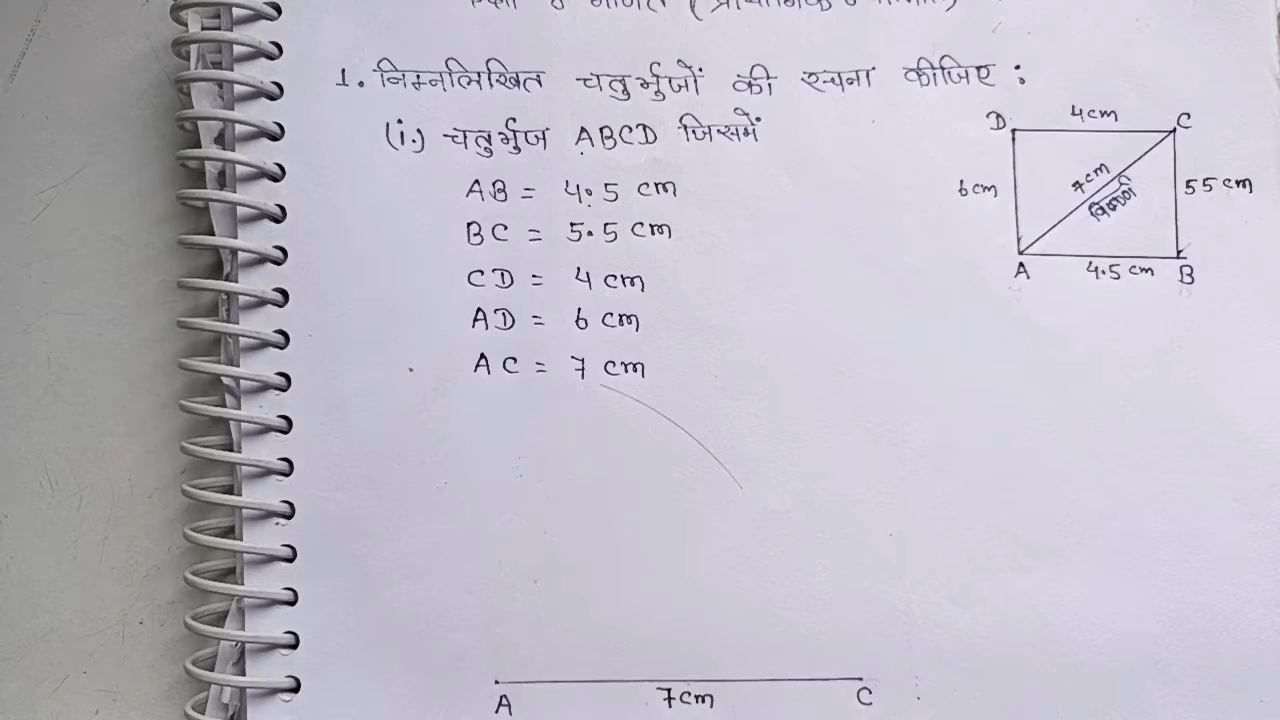 1. निम्नलिखित चतुर्भुजों की रचना कीजिए :
(i.) चतुर्भुज ABCD जिसमें
AB = 4.5 cm
BC = 5.5 cm
CD = 4 cm
AD = 6 cm
AC = 7 cm
D 4cm C
6cm 7cm विकर्ण 55 cm
A 4.5 cm B
A 7cm C